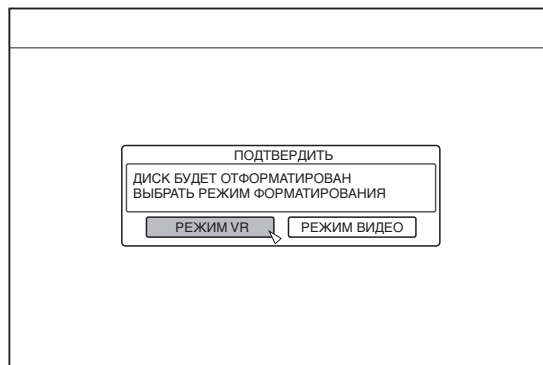 ПОДТВЕРДИТЬ
ДИСК БУДЕТ ОТФОРМАТИРОВАН
ВЫБРАТЬ РЕЖИМ ФОРМАТИРОВАНИЯ
РЕЖИМ VR РЕЖИМ ВИДЕО